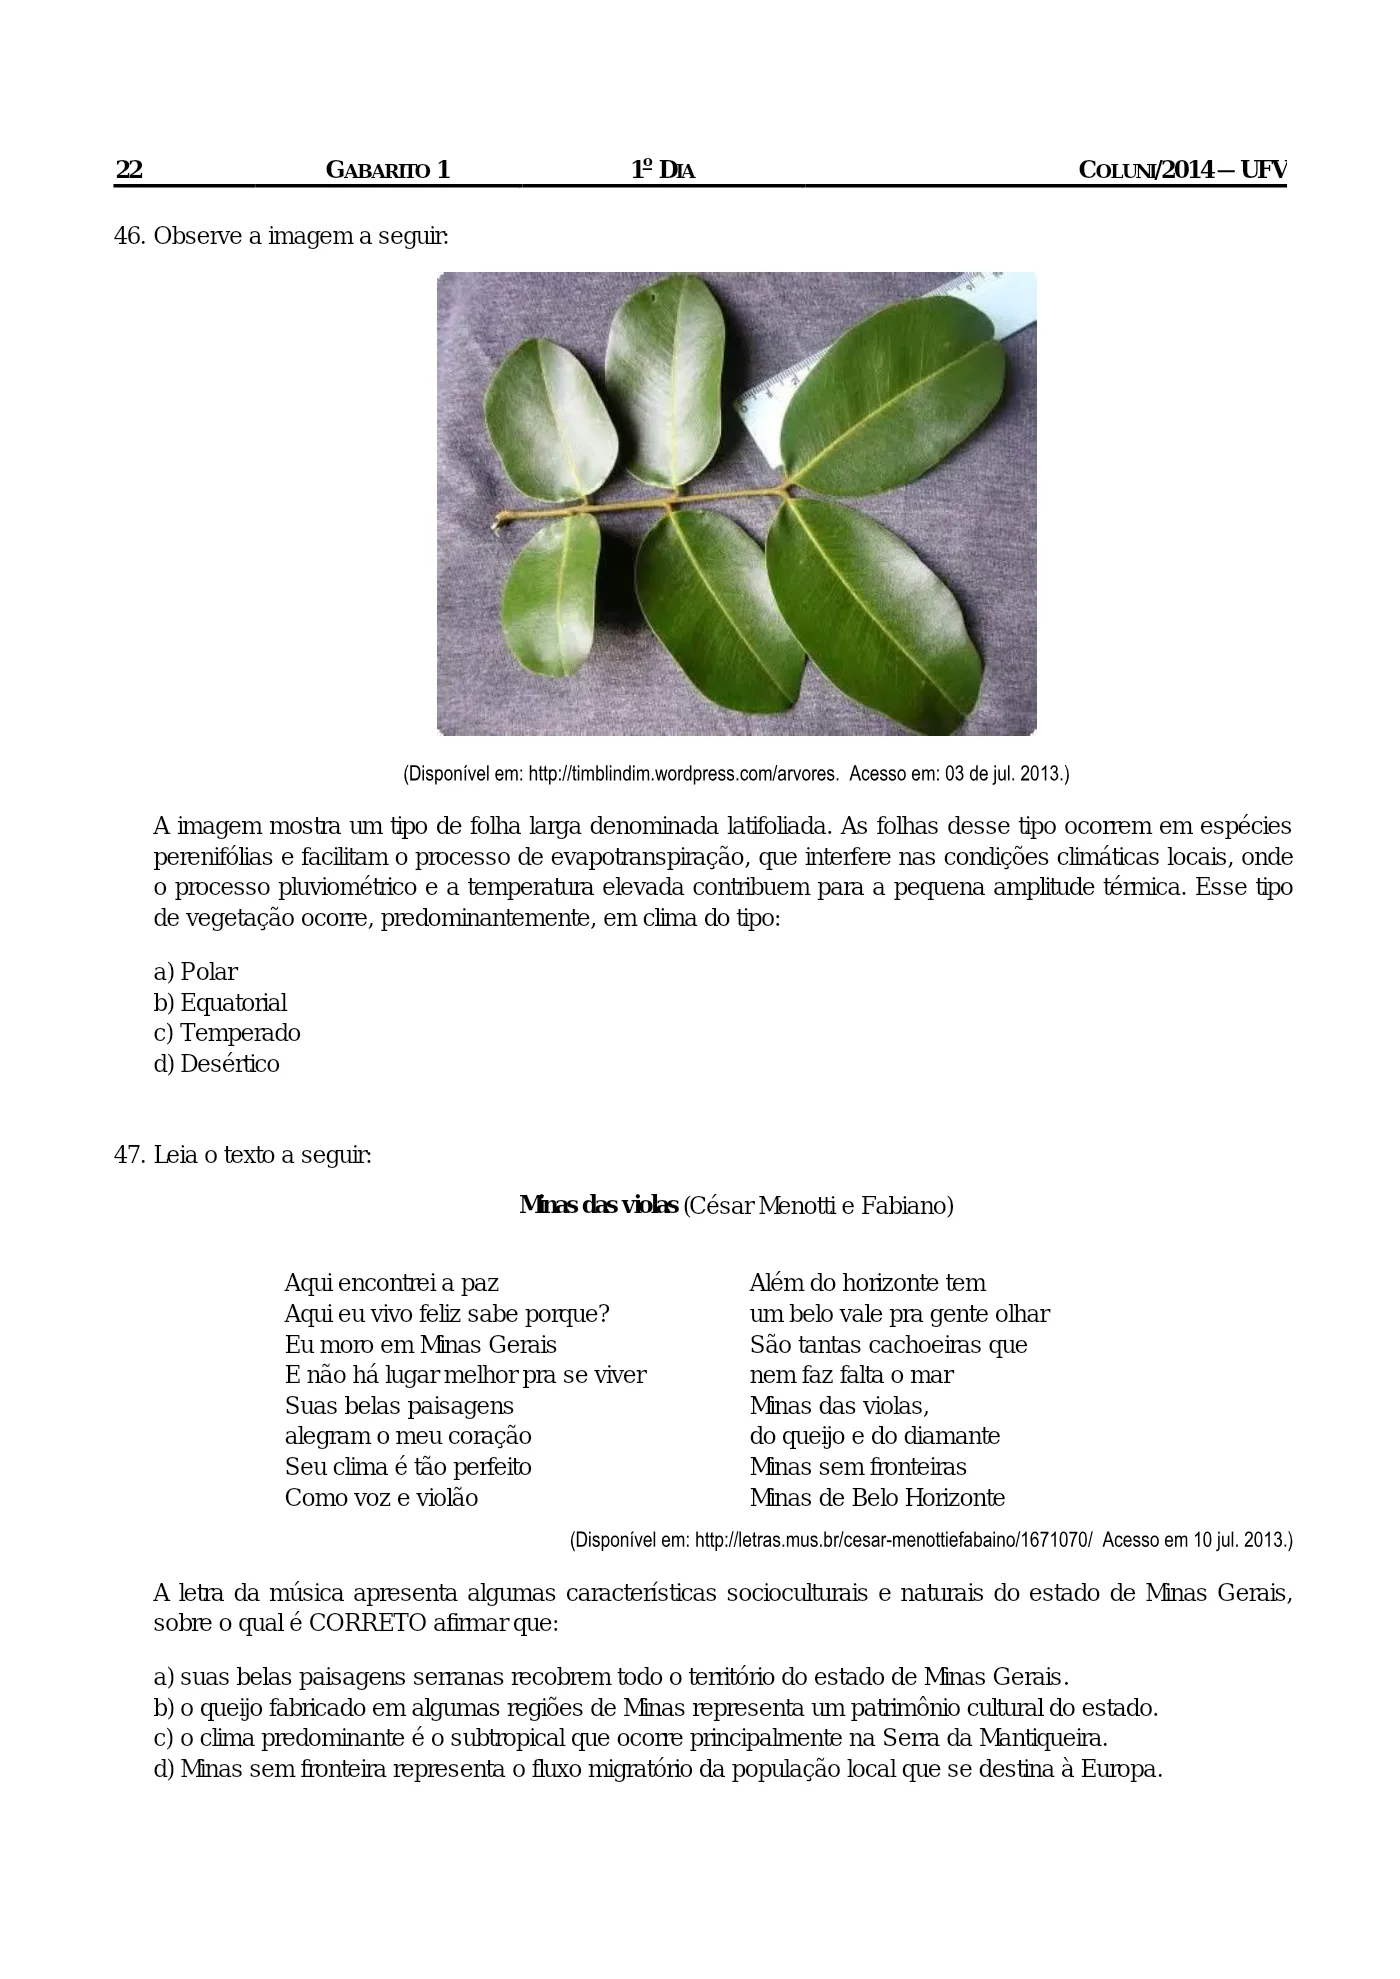 22 GABARITO 1 1º DIA COLUNI/2014 — UFV
46. Observe a imagem a seguir:
(Disponível em: http://timblindim.wordpress.com/arvores. Acesso em: 03 de jul. 2013.)
A imagem mostra um tipo de folha larga denominada latifoliada. As folhas desse tipo ocorrem em espécies
perenifólias e facilitam o processo de evapotranspiração, que interfere nas condições climáticas locais, onde
o processo pluviométrico e a temperatura elevada contribuem para a pequena amplitude térmica. Esse tipo
de vegetação ocorre, predominantemente, em clima do tipo:
a) Polar
b) Equatorial
c) Temperado
d) Desértico
47. Leia o texto a seguir:
Minas das violas (César Menotti e Fabiano)
Aqui encontrei a paz
Aqui eu vivo feliz sabe porque?
Eu moro em Minas Gerais
E não há lugar melhor pra se viver
Suas belas paisagens
alegram o meu coração
Seu clima é tão perfeito
Como voz e violão
Além do horizonte tem
um belo vale pra gente olhar
São tantas cachoeiras que
nem faz falta o mar
Minas das violas,
do queijo e do diamante
Minas sem fronteiras
Minas de Belo Horizonte
(Disponível em: http://letras.mus.br/cesar-menottiefabaino/1671070/ Acesso em 10 jul. 2013.)
A letra da música apresenta algumas características socioculturais e naturais do estado de Minas Gerais,
sobre o qual é CORRETO afirmar que:
a) suas belas paisagens serranas recobrem todo o território do estado de Minas Gerais.
b) o queijo fabricado em algumas regiões de Minas representa um patrimônio cultural do estado.
c) o clima predominante é o subtropical que ocorre principalmente na Serra da Mantiqueira.
d) Minas sem fronteira representa o fluxo migratório da população local que se destina à Europa.